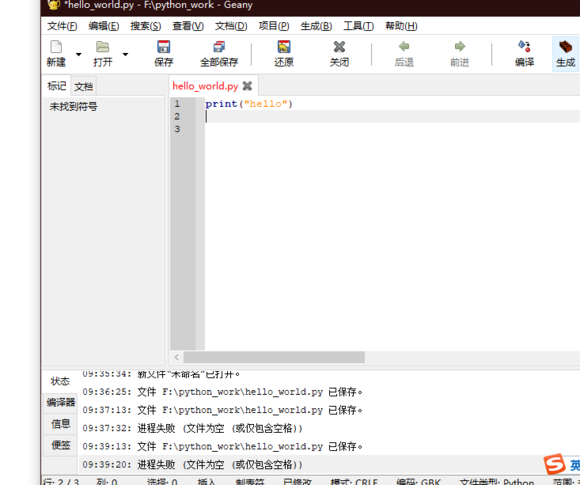 *hello_world.py - F:\python_work - Geany
文件(F) 编辑(E) 搜索(S) 查看(V) 文档(D) 项目(P) 生成(B) 工具(T) 帮助(H)
新建 打开 保存 全部保存 还原 关闭 后退 前进 编译 生成
标记 文档 hello_world.py
未找到符号
1 print("hello")
2
3
状态
编译器
信息
便签
09:35:34: 新文件"未命名"已打开。
09:36:25: 文件 F:\python_work\hello_world.py 已保存。
09:37:13: 文件 F:\python_work\hello_world.py 已保存。
09:37:32: 进程失败 (文件为空 (或仅包含空格))
09:39:13: 文件 F:\python_work\hello_world.py 已保存。
09:39:20: 进程失败 (文件为空 (或仅包含空格))
S 英
行: 2 / 3 列: 0 选择: 0 插入 制表符 已修改 模式: CRLF 编码: GBK 文件类型: Python 范围: